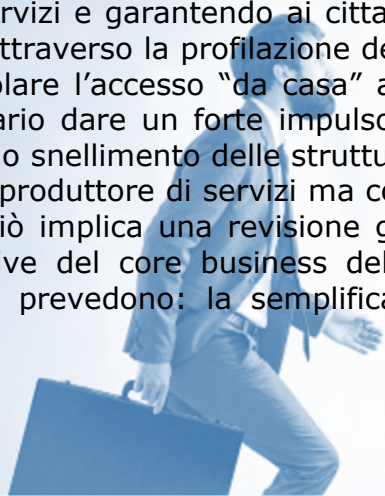 rvizi e garantendo ai citta
ttraverso la profilazione de
olare l’accesso “da casa” a
ario dare un forte impulso
o snellimento delle struttu
produttore di servizi ma co
iò implica una revisione g
ive del core business del
prevedono: la semplifica